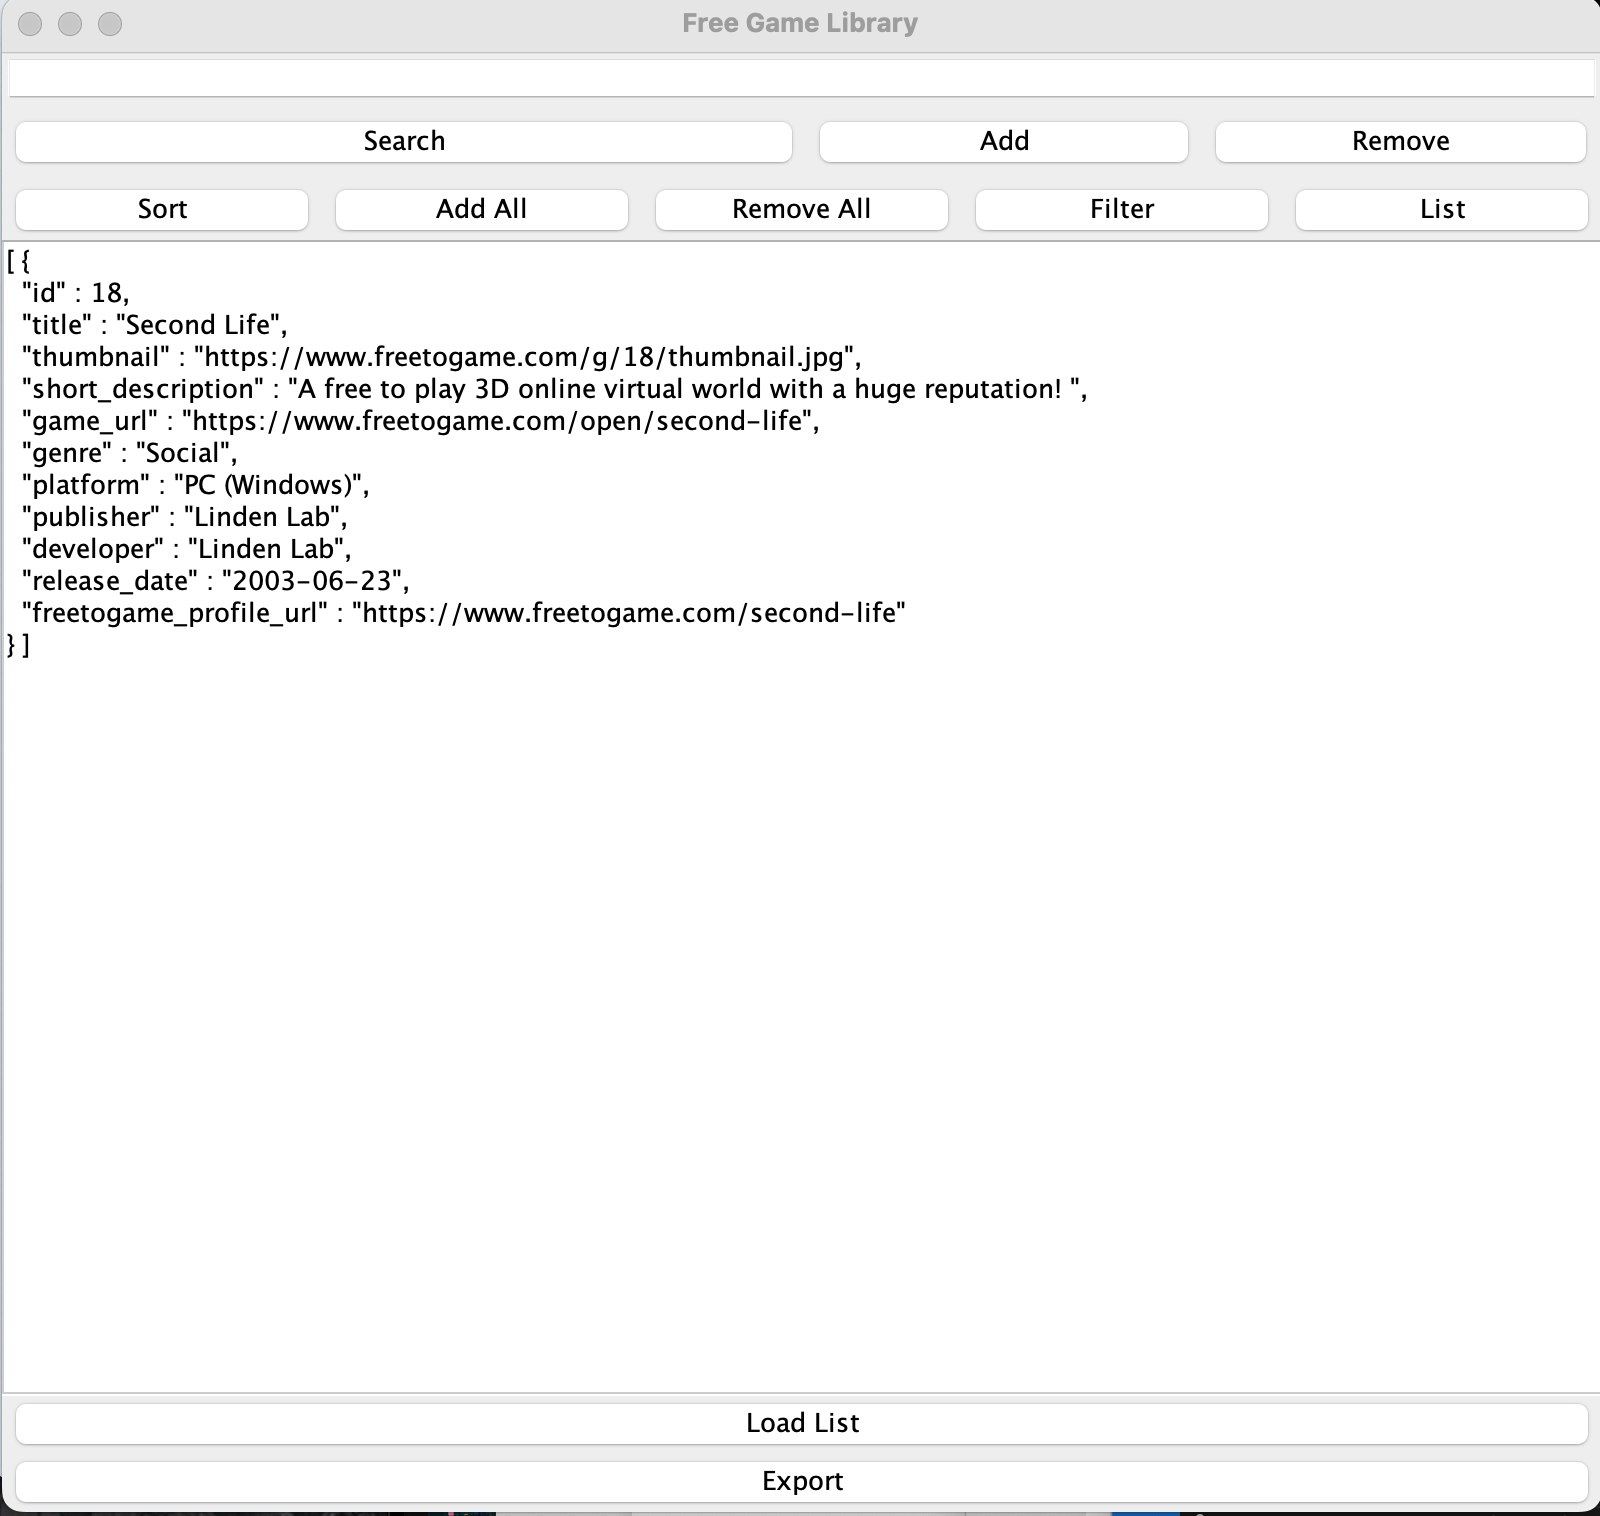 Free Game Library
Search Add Remove
Sort Add All Remove All Filter List
[ {
  "id" : 18,
  "title" : "Second Life",
  "thumbnail" : "https://www.freetogame.com/g/18/thumbnail.jpg",
  "short_description" : "A free to play 3D online virtual world with a huge reputation! ",
  "game_url" : "https://www.freetogame.com/open/second-life",
  "genre" : "Social",
  "platform" : "PC (Windows)",
  "publisher" : "Linden Lab",
  "developer" : "Linden Lab",
  "release_date" : "2003-06-23",
  "freetogame_profile_url" : "https://www.freetogame.com/second-life"
} ]
Load List
Export